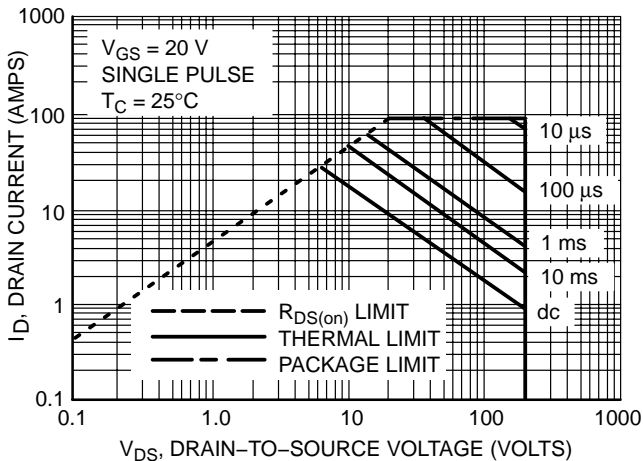 1000
100
10
1
0.1
I_D, DRAIN CURRENT (AMPS)
V_GS = 20 V
SINGLE PULSE
T_C = 25°C
10 μs
100 μs
1 ms
10 ms
dc
R_DS(on) LIMIT
THERMAL LIMIT
PACKAGE LIMIT
0.1 1.0 10 100 1000
V_DS, DRAIN−TO−SOURCE VOLTAGE (VOLTS)